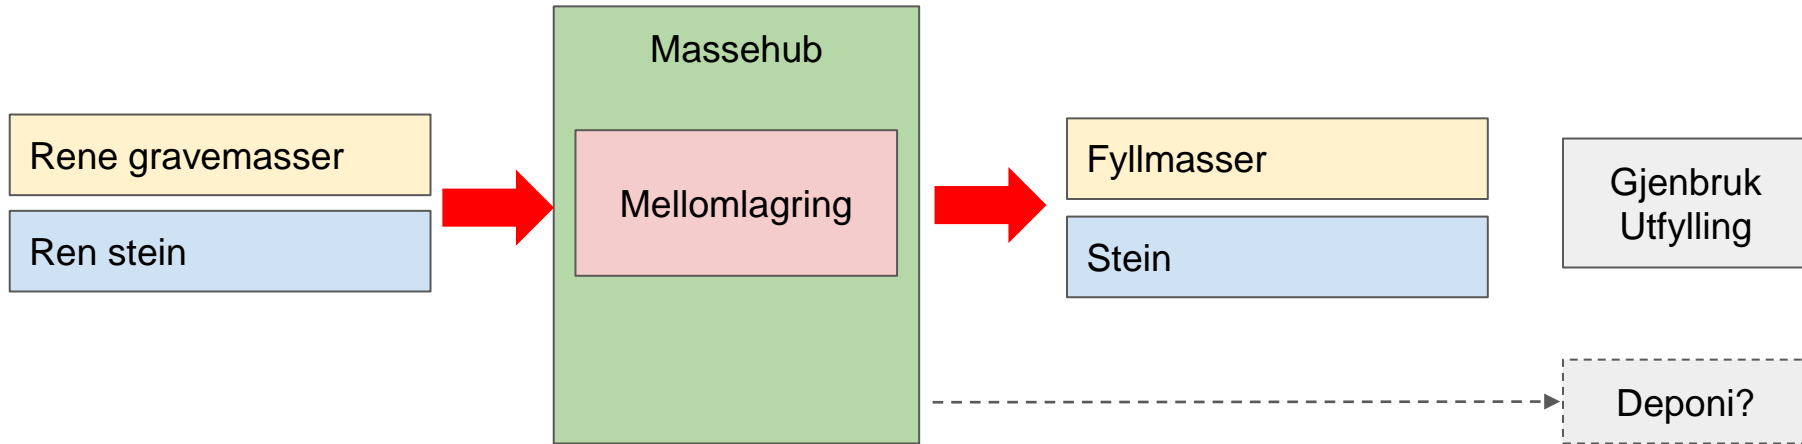 Massehub
Rene gravemasser
Ren stein
Mellomlagring
Fyllmasser
Stein
Gjenbruk
Utfylling
Deponi?